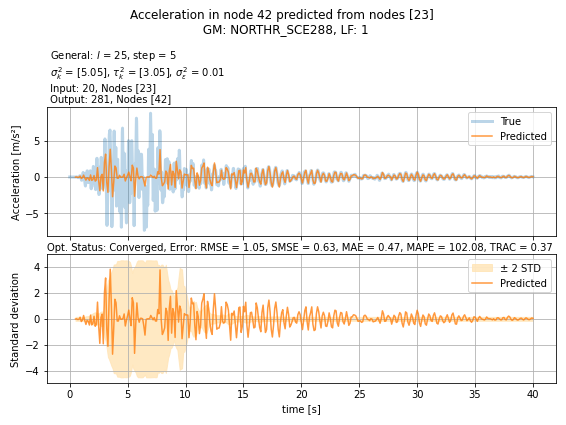 Acceleration in node 42 predicted from nodes [23]
GM: NORTHR_SCE288, LF: 1
General: l = 25, step = 5
σ²ₖ = [5.05], τ²ₖ = [3.05], σ²ε = 0.01
Input: 20, Nodes [23]
Output: 281, Nodes [42]
Acceleration [m/s²]
5
0
−5
True
Predicted
Opt. Status: Converged, Error: RMSE = 1.05, SMSE = 0.63, MAE = 0.47, MAPE = 102.08, TRAC = 0.37
Standard deviation
4
2
0
−2
−4
± 2 STD
Predicted
0 5 10 15 20 25 30 35 40
time [s]